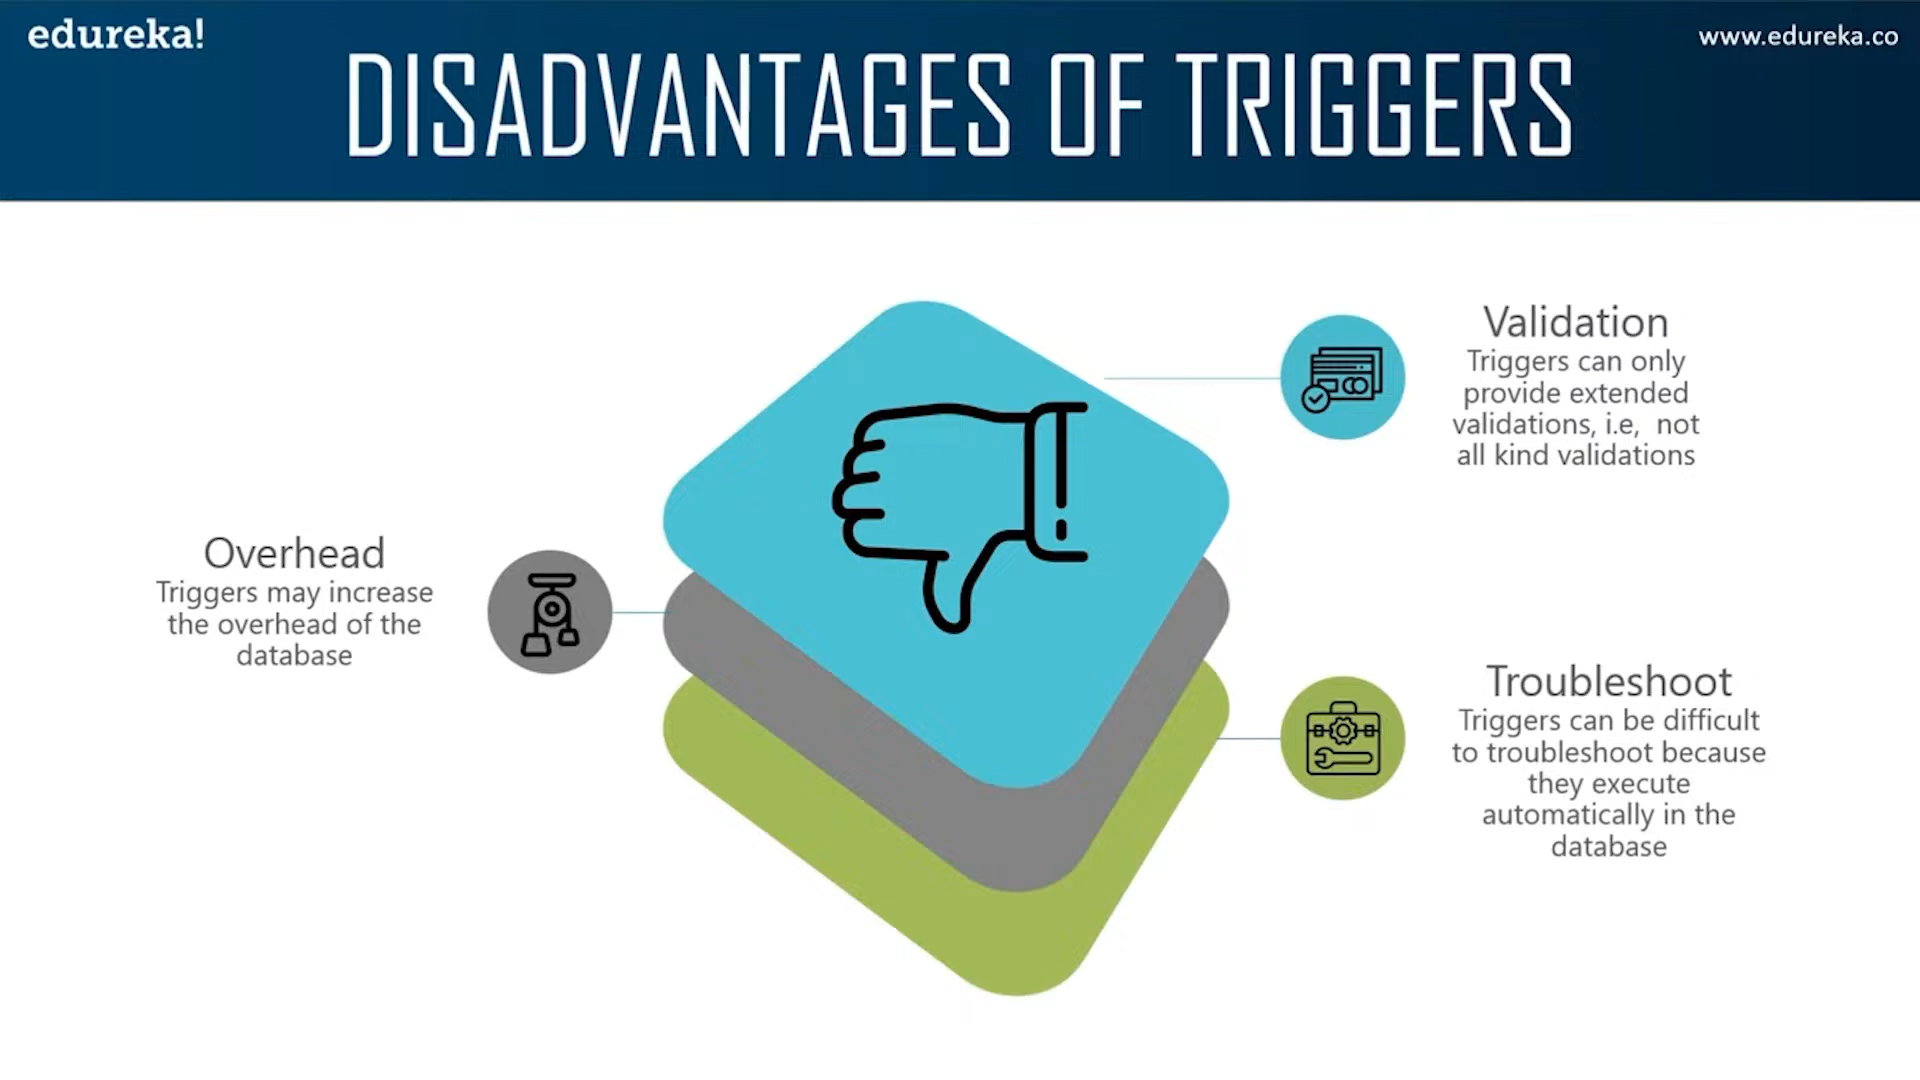 edureka!
www.edureka.co
DISADVANTAGES OF TRIGGERS
Validation
Triggers can only
provide extended
validations, i.e, not
all kind validations
Overhead
Triggers may increase
the overhead of the
database
Troubleshoot
Triggers can be difficult
to troubleshoot because
they execute
automatically in the
database